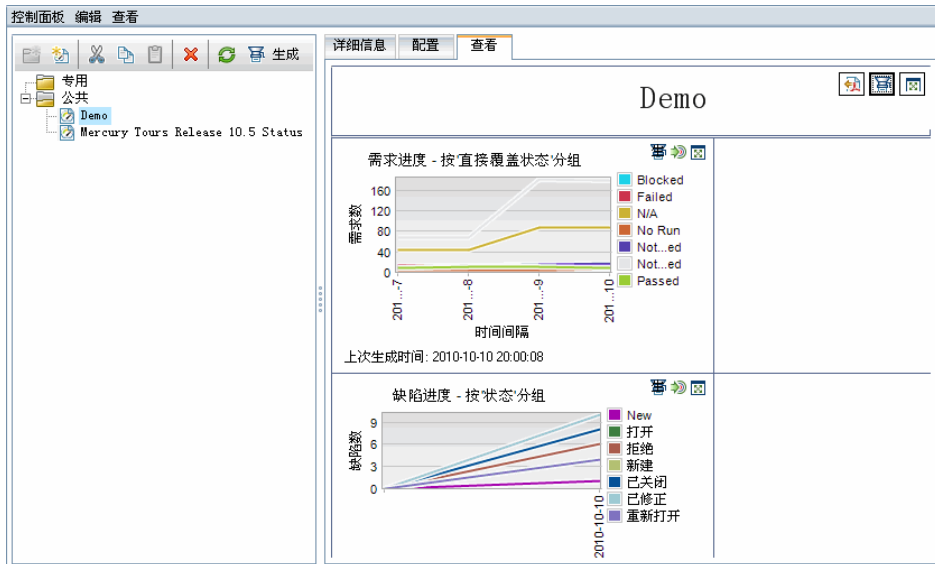 控制面板 编辑 查看
生成
专用
公共
Demo
Mercury Tours Release 10.5 Status
详细信息 配置 查看
Demo
需求进度 - 按'直接覆盖状态'分组
需求数
160
120
80
40
0
201...-7
201...-8
201...-9
201...10
时间间隔
Blocked
Failed
N/A
No Run
Not...ed
Not...ed
Passed
上次生成时间: 2010-10-10 20:00:08
缺陷进度 - 按'状态'分组
缺陷数
9
6
3
0
2010-10-10
New
打开
拒绝
新建
已关闭
已修正
重新打开